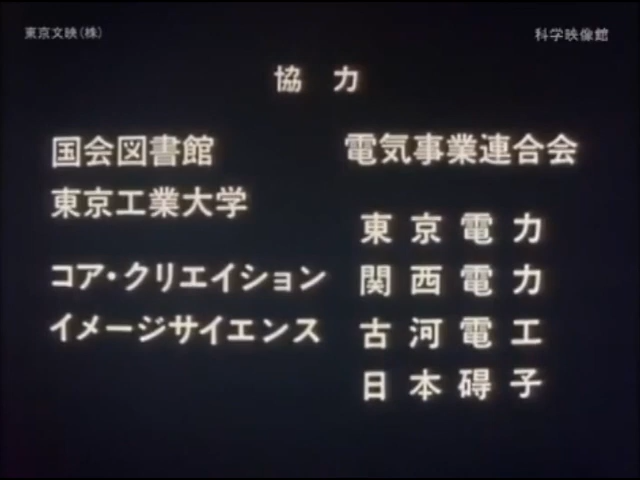 東京文映(株)
科学映像館
協 力
国会図書館
東京工業大学
コア・クリエイション
イメージサイエンス
電気事業連合会
東京電力
関西電力
古河電工
日本碍子